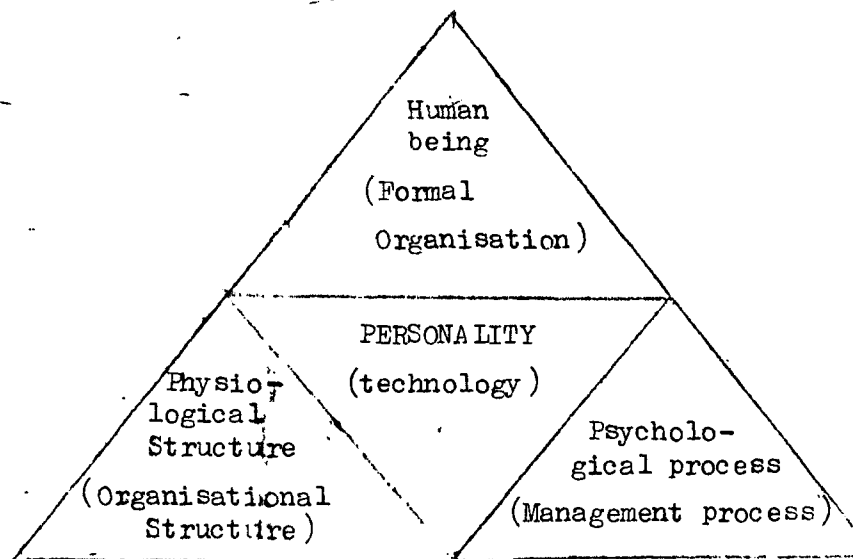 Human
being
(Formal
Organisation)
PERSONALITY
(technology)
Physio-
logical
Structure
(Organisational
Structure)
Psycholo-
gical process
(Management process)